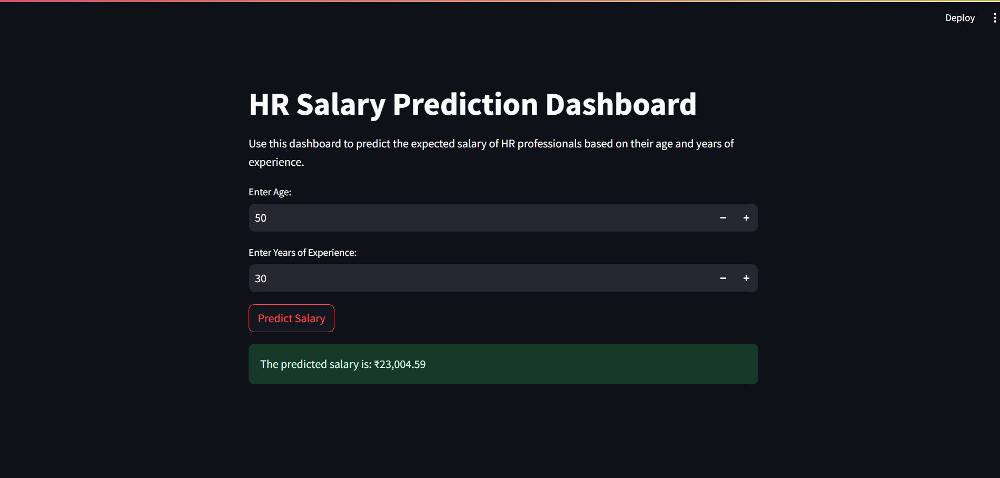 Deploy
HR Salary Prediction Dashboard
Use this dashboard to predict the expected salary of HR professionals based on their age and years of
experience.
Enter Age:
50
Enter Years of Experience:
30
Predict Salary
The predicted salary is: ₹23,004.59